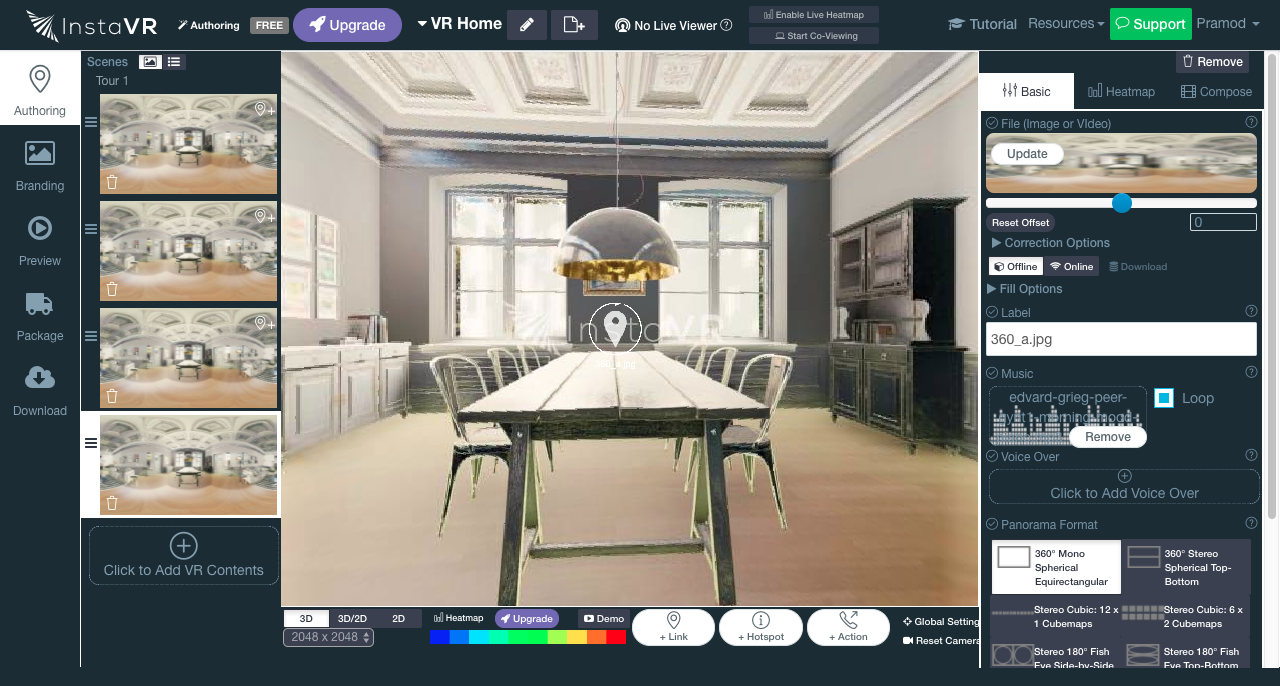 InstaVR
Authoring
FREE
Upgrade
VR Home
No Live Viewer
Enable Live Heatmap
Start Co-Viewing
Tutorial
Resources
Support
Pramod
Authoring
Branding
Preview
Package
Download
Scenes
Tour 1
Click to Add VR Contents
InstaVR
3D 3D/2D 2D
2048 x 2048
Heatmap
Upgrade
Demo
+ Link
+ Hotspot
+ Action
Global Setting
Reset Camera
Remove
Basic Heatmap Compose
File (Image or VIdeo)
Update
Reset Offset 0
Correction Options
Offline Online Download
Fill Options
Label
360_a.jpg
Music
edvard-grieg-peer-
Loop
Remove
Voice Over
Click to Add Voice Over
Panorama Format
360° Mono
Spherical
Equirectangular
360° Stereo
Spherical Top-
Bottom
Stereo Cubic: 12 x
1 Cubemaps
Stereo Cubic: 6 x
2 Cubemaps
Stereo 180° Fish
Eye Side-by-Side
Stereo 180° Fish
Eye Top-Bottom